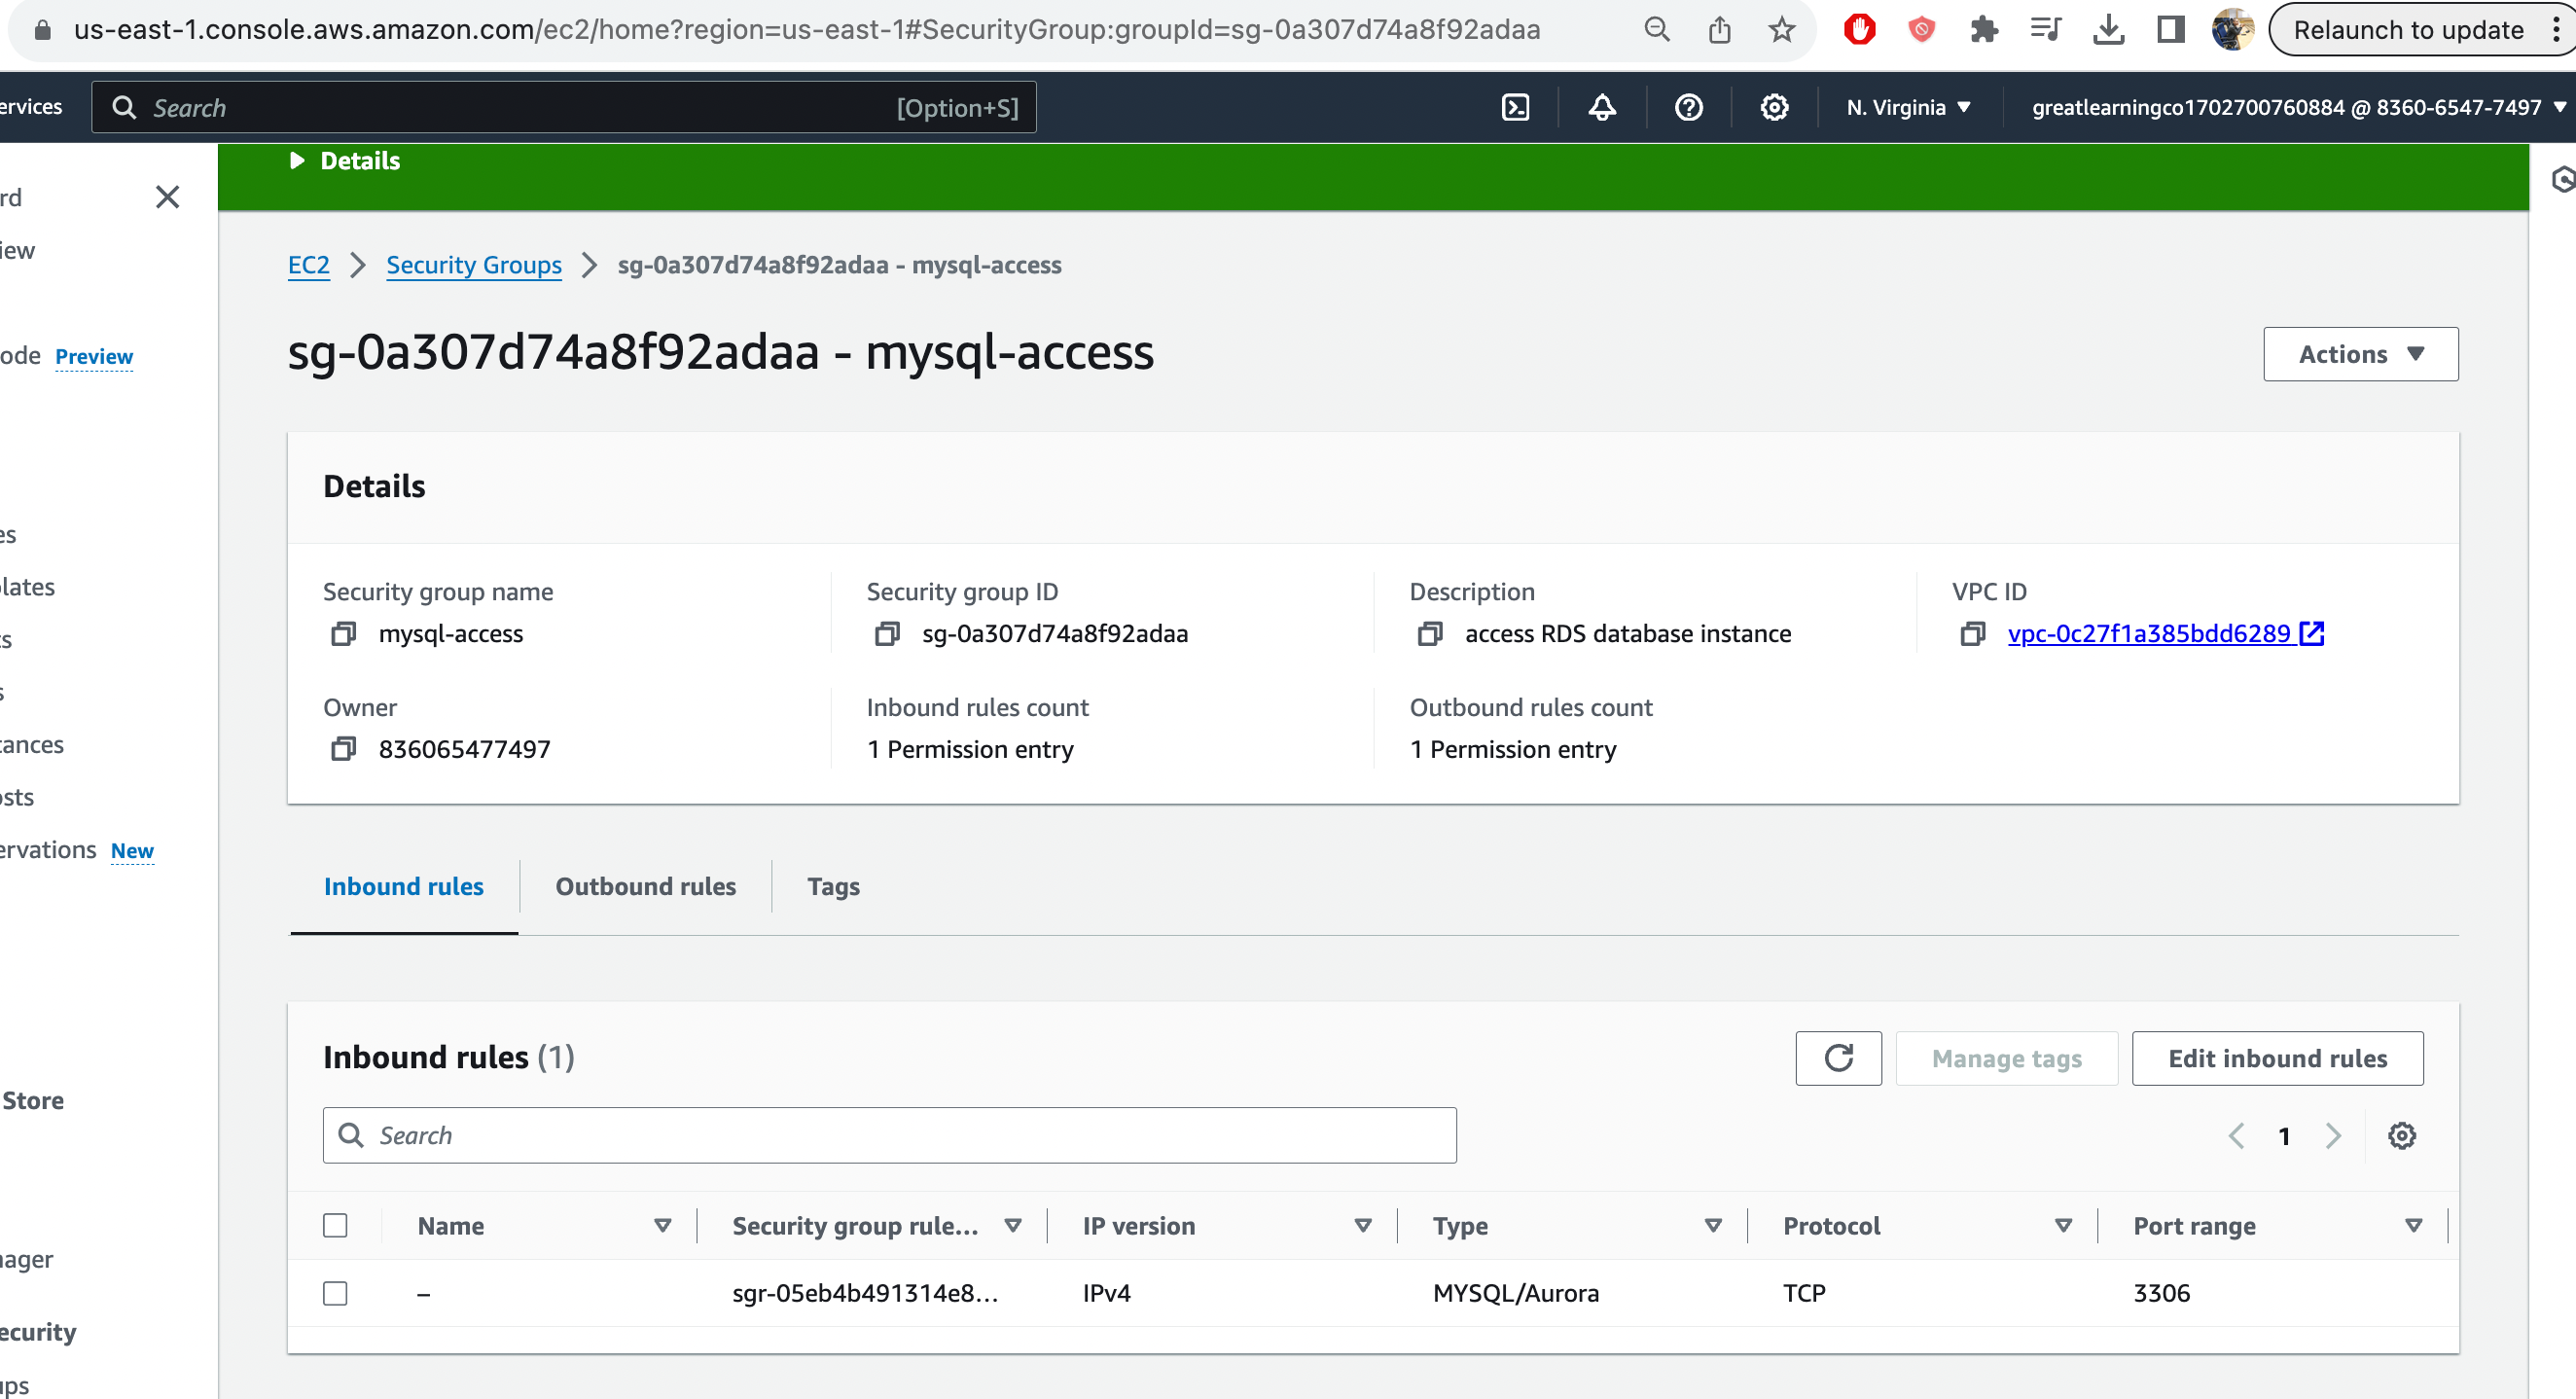 us-east-1.console.aws.amazon.com/ec2/home?region=us-east-1#SecurityGroup:groupId=sg-0a307d74a8f92adaa
Relaunch to update
ervices
Search
[Option+S]
N. Virginia
greatlearningco1702700760884 @ 8360-6547-7497
Details
rd
iew
ode Preview
es
lates
ts
s
tances
osts
ervations New
Store
nager
ecurity
ups
EC2 > Security Groups > sg-0a307d74a8f92adaa - mysql-access
sg-0a307d74a8f92adaa - mysql-access
Actions
Details
Security group name
mysql-access
Security group ID
sg-0a307d74a8f92adaa
Description
access RDS database instance
VPC ID
vpc-0c27f1a385bdd6289
Owner
836065477497
Inbound rules count
1 Permission entry
Outbound rules count
1 Permission entry
Inbound rules
Outbound rules
Tags
Inbound rules (1)
Manage tags
Edit inbound rules
Search
1
Name Security group rule... IP version Type Protocol Port range
– sgr-05eb4b491314e8... IPv4 MYSQL/Aurora TCP 3306